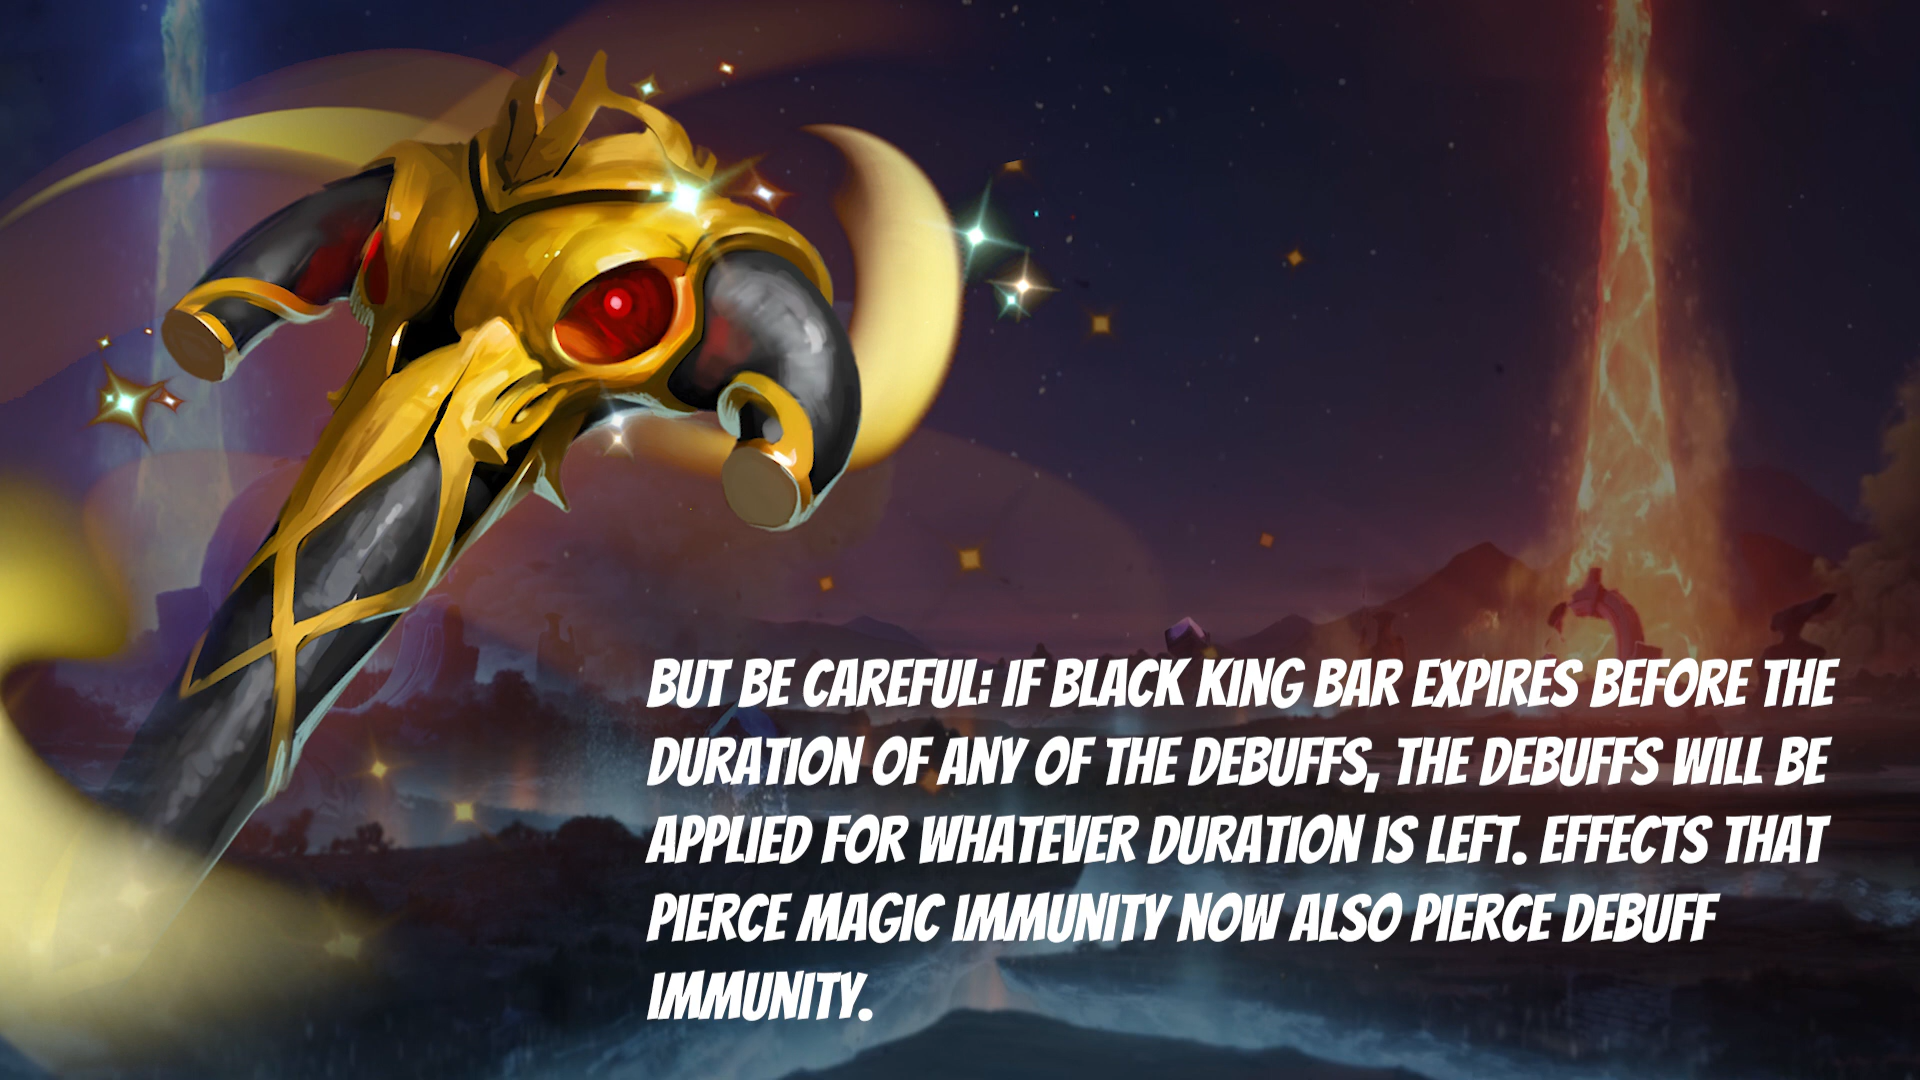 BUT BE CAREFUL: IF BLACK KING BAR EXPIRES BEFORE THE
DURATION OF ANY OF THE DEBUFFS, THE DEBUFFS WILL BE
APPLIED FOR WHATEVER DURATION IS LEFT. EFFECTS THAT
PIERCE MAGIC IMMUNITY NOW ALSO PIERCE DEBUFF
IMMUNITY.